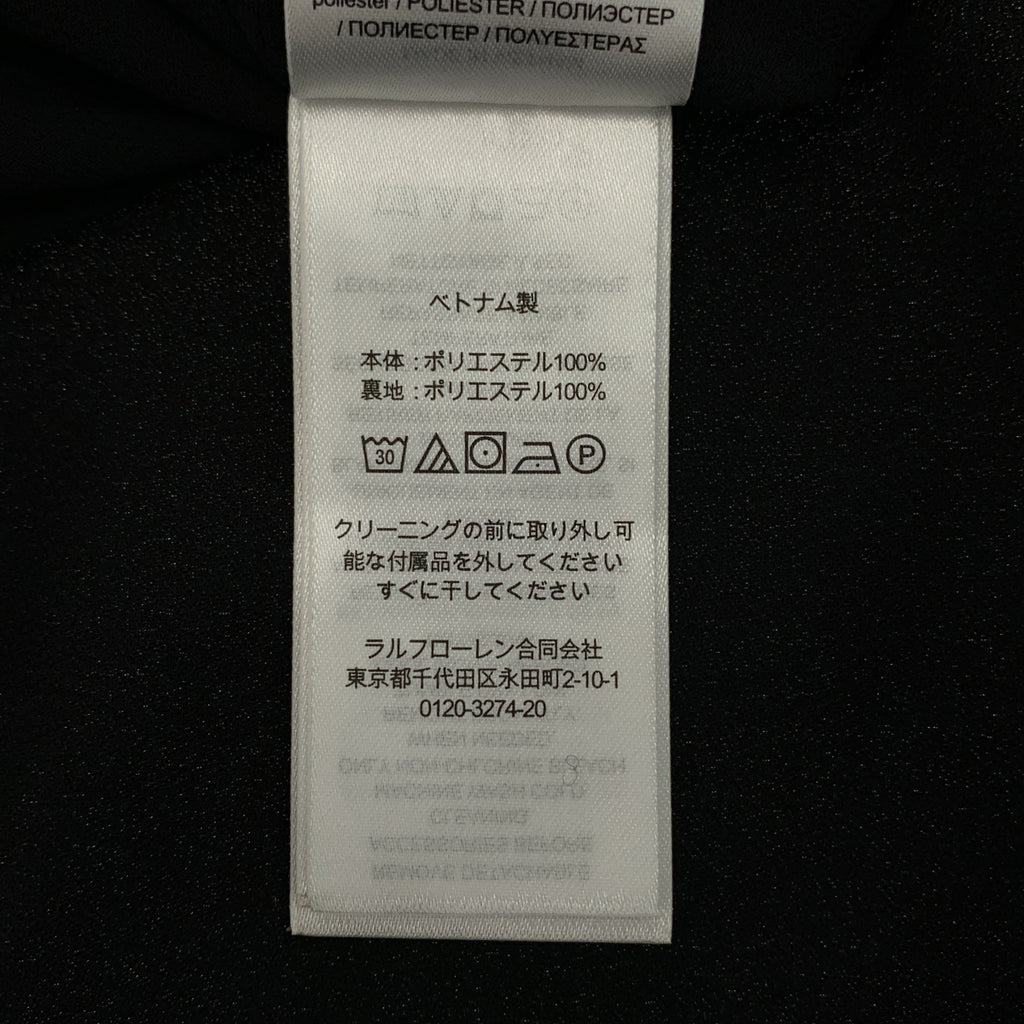 poliester / POLIESTER / ПОЛИЭСТЕР
/ ПОЛИЕСТЕР / ΠΟΛΥΕΣΤΕΡΑΣ
ベトナム製
本体 : ポリエステル100%
裏地 : ポリエステル100%
30 P
クリーニングの前に取り外し可
能な付属品を外してください
すぐに干してください
ラルフローレン合同会社
東京都千代田区永田町2-10-1
0120-3274-20